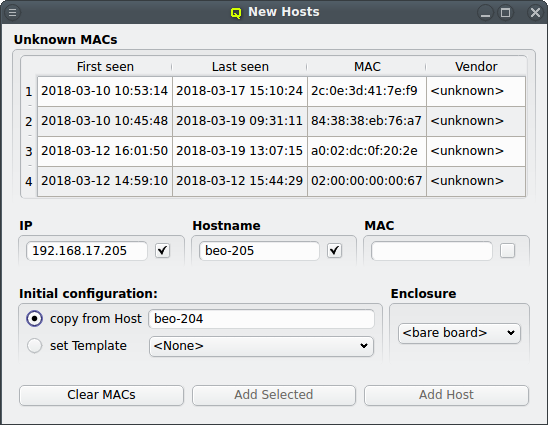 New Hosts
Unknown MACs
First seen Last seen MAC Vendor
1 2018-03-10 10:53:14 2018-03-17 15:10:24 2c:0e:3d:41:7e:f9 <unknown>
2 2018-03-10 10:45:48 2018-03-19 09:31:11 84:38:38:eb:76:a7 <unknown>
3 2018-03-12 16:01:50 2018-03-19 13:07:15 a0:02:dc:0f:20:2e <unknown>
4 2018-03-12 14:59:10 2018-03-12 15:44:29 02:00:00:00:00:67 <unknown>
IP Hostname MAC
192.168.17.205 beo-205
Initial configuration: Enclosure
copy from Host beo-204
<bare board>
set Template <None>
Clear MACs Add Selected Add Host